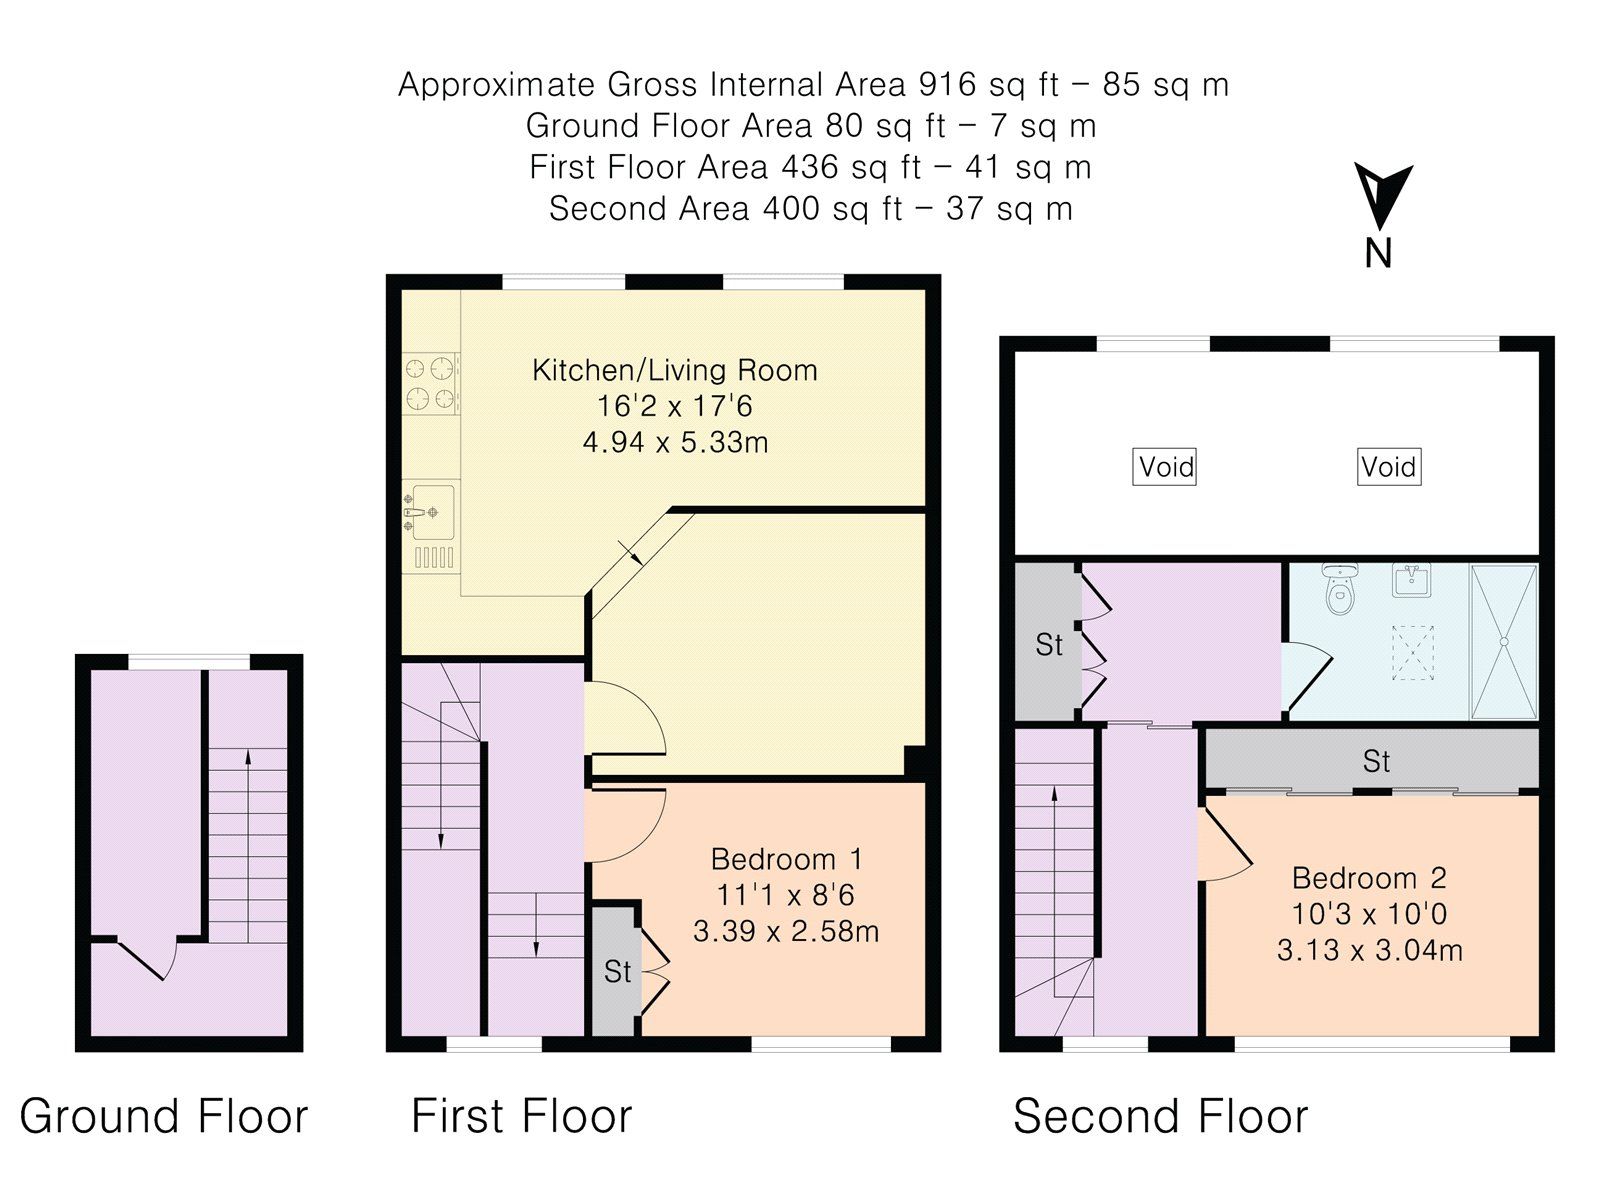 Approximate Gross Internal Area 916 sq ft – 85 sq m
Ground Floor Area 80 sq ft – 7 sq m
First Floor Area 436 sq ft – 41 sq m
Second Area 400 sq ft – 37 sq m
N
Kitchen/Living Room
16'2 x 17'6
4.94 x 5.33m
Bedroom 1
11'1 x 8'6
3.39 x 2.58m
St
Void
Void
St
St
Bedroom 2
10'3 x 10'0
3.13 x 3.04m
Ground Floor
First Floor
Second Floor